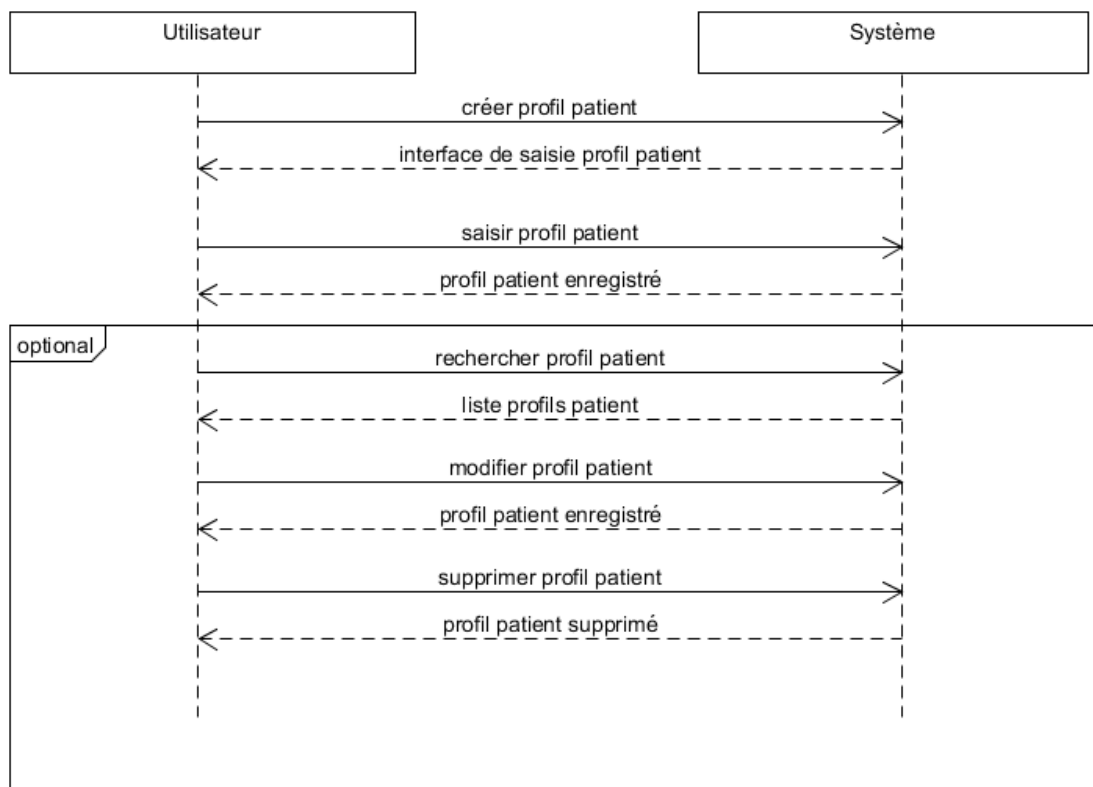 Utilisateur
Système
créer profil patient
interface de saisie profil patient
saisir profil patient
profil patient enregistré
optional
rechercher profil patient
liste profils patient
modifier profil patient
profil patient enregistré
supprimer profil patient
profil patient supprimé